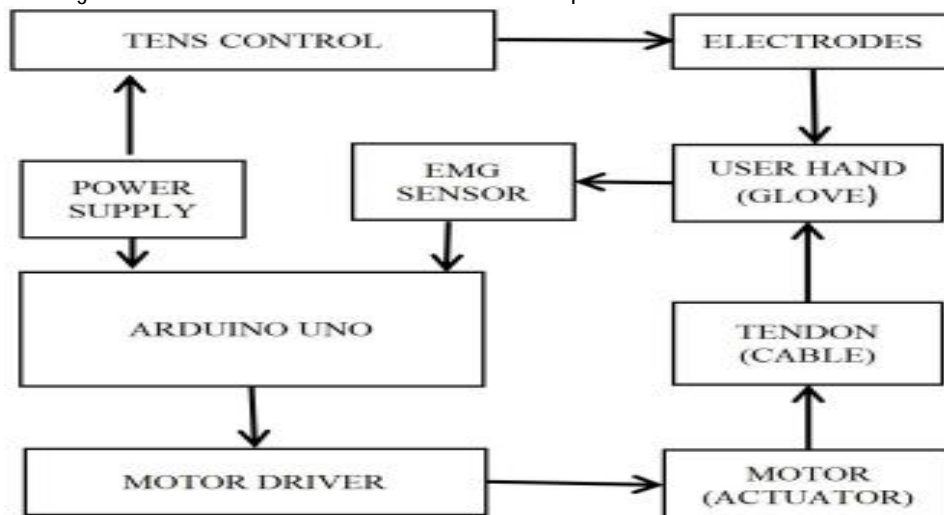 TENS CONTROL
ELECTRODES
POWER
SUPPLY
EMG
SENSOR
USER HAND
(GLOVE)
ARDUINO UNO
TENDON
(CABLE)
MOTOR DRIVER
MOTOR
(ACTUATOR)